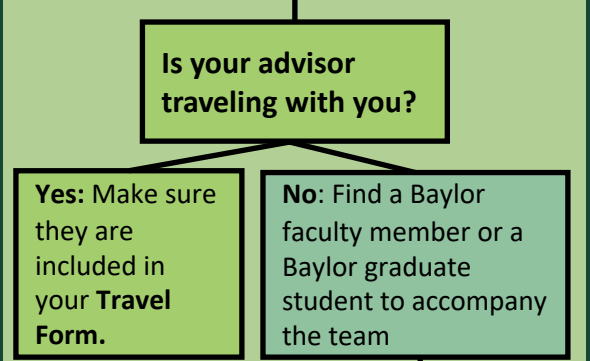 Is your advisor
traveling with you?
Yes: Make sure
they are
included in
your Travel
Form.
No: Find a Baylor
faculty member or a
Baylor graduate
student to accompany
the team